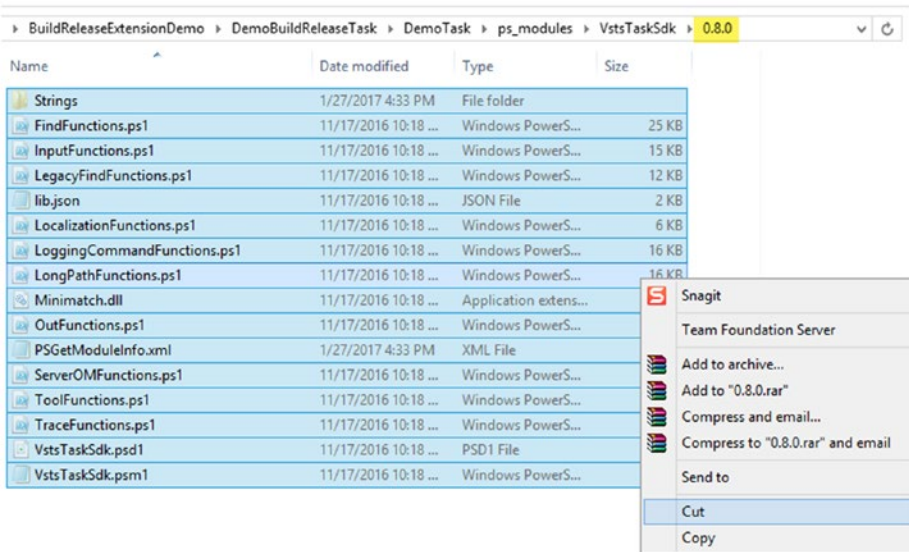 BuildReleaseExtensionDemo DemoBuildReleaseTask DemoTask ps_modules VstsTaskSdk 0.8.0
Name Date modified Type Size
Strings 1/27/2017 4:33 PM File folder
FindFunctions.ps1 11/17/2016 10:18 ... Windows PowerS... 25 KB
InputFunctions.ps1 11/17/2016 10:18 ... Windows PowerS... 15 KB
LegacyFindFunctions.ps1 11/17/2016 10:18 ... Windows PowerS... 12 KB
lib.json 11/17/2016 10:18 ... JSON File 2 KB
LocalizationFunctions.ps1 11/17/2016 10:18 ... Windows PowerS... 6 KB
LoggingCommandFunctions.ps1 11/17/2016 10:18 ... Windows PowerS... 16 KB
LongPathFunctions.ps1 11/17/2016 10:18 ... Windows PowerS... 16 KB
Minimatch.dll 11/17/2016 10:18 ... Application extens...
OutFunctions.ps1 11/17/2016 10:18 ... Windows PowerS...
PSGetModuleInfo.xml 1/27/2017 4:33 PM XML File
ServerOMFunctions.ps1 11/17/2016 10:18 ... Windows PowerS...
ToolFunctions.ps1 11/17/2016 10:18 ... Windows PowerS...
TraceFunctions.ps1 11/17/2016 10:18 ... Windows PowerS...
VstsTaskSdk.psd1 11/17/2016 10:18 ... PSD1 File
VstsTaskSdk.psm1 11/17/2016 10:18 ... Windows PowerS...
Snagit
Team Foundation Server
Add to archive...
Add to "0.8.0.rar"
Compress and email...
Compress to "0.8.0.rar" and email
Send to
Cut
Copy